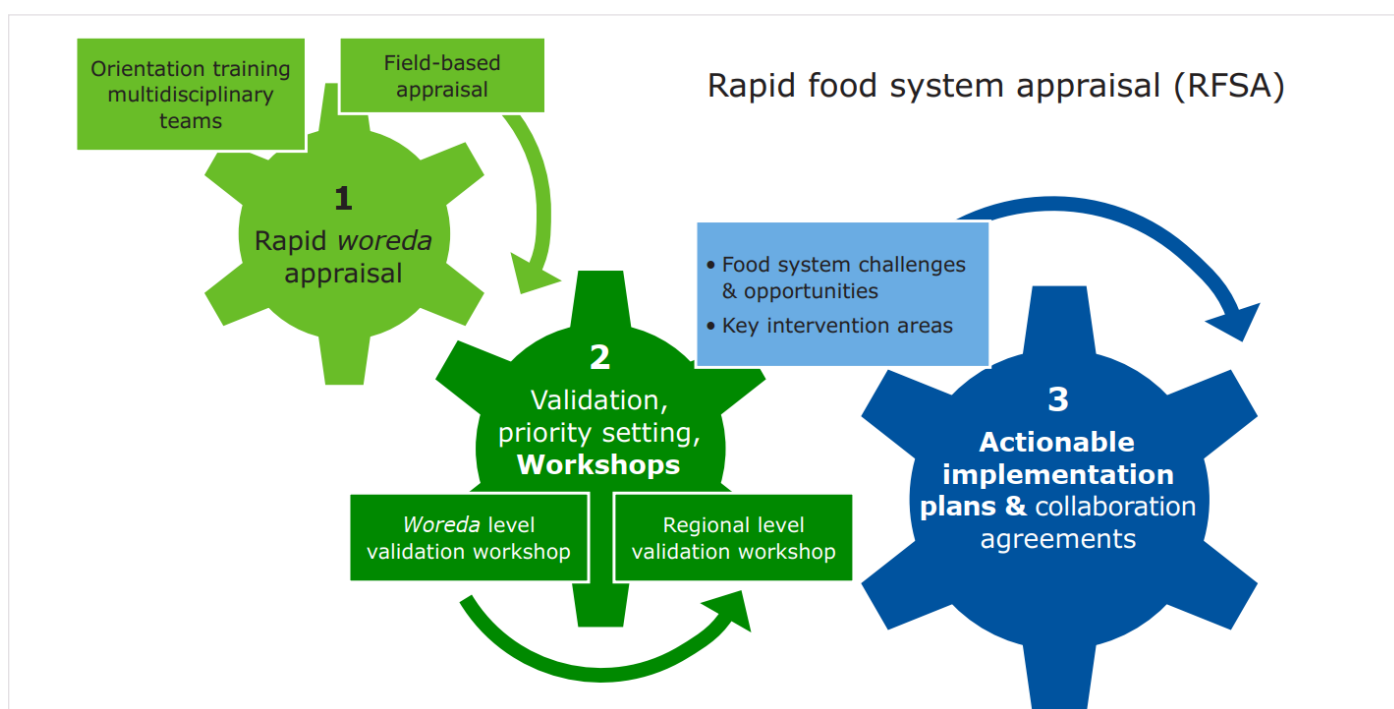 Rapid food system appraisal (RFSA)
Orientation training
multidisciplinary
teams
Field-based
appraisal
1
Rapid woreda
appraisal
2
Validation,
priority setting,
Workshops
Woreda level
validation workshop
Regional level
validation workshop
• Food system challenges
& opportunities
• Key intervention areas
3
Actionable
implementation
plans & collaboration
agreements